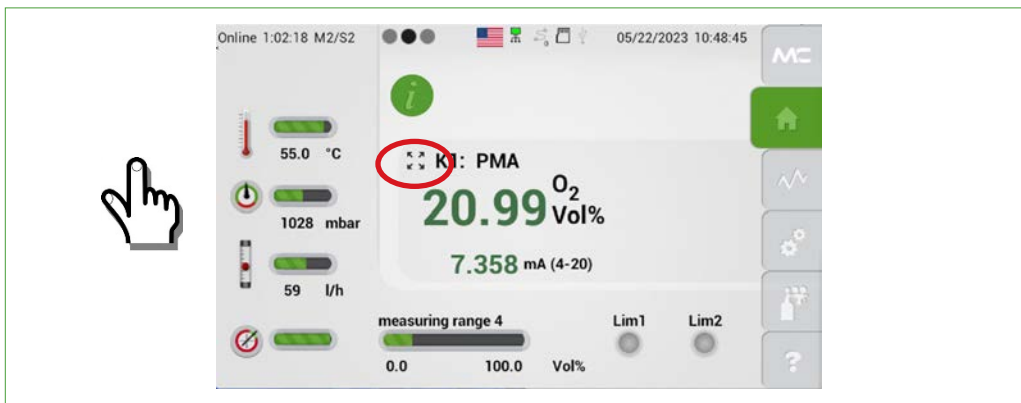 Online 1:02:18 M2/S2
05/22/2023 10:48:45
MC
i
55.0 °C
K1: PMA
20.99 O2 Vol%
1028 mbar
7.358 mA (4-20)
59 l/h
measuring range 4
Lim1 Lim2
0.0 100.0 Vol%
?